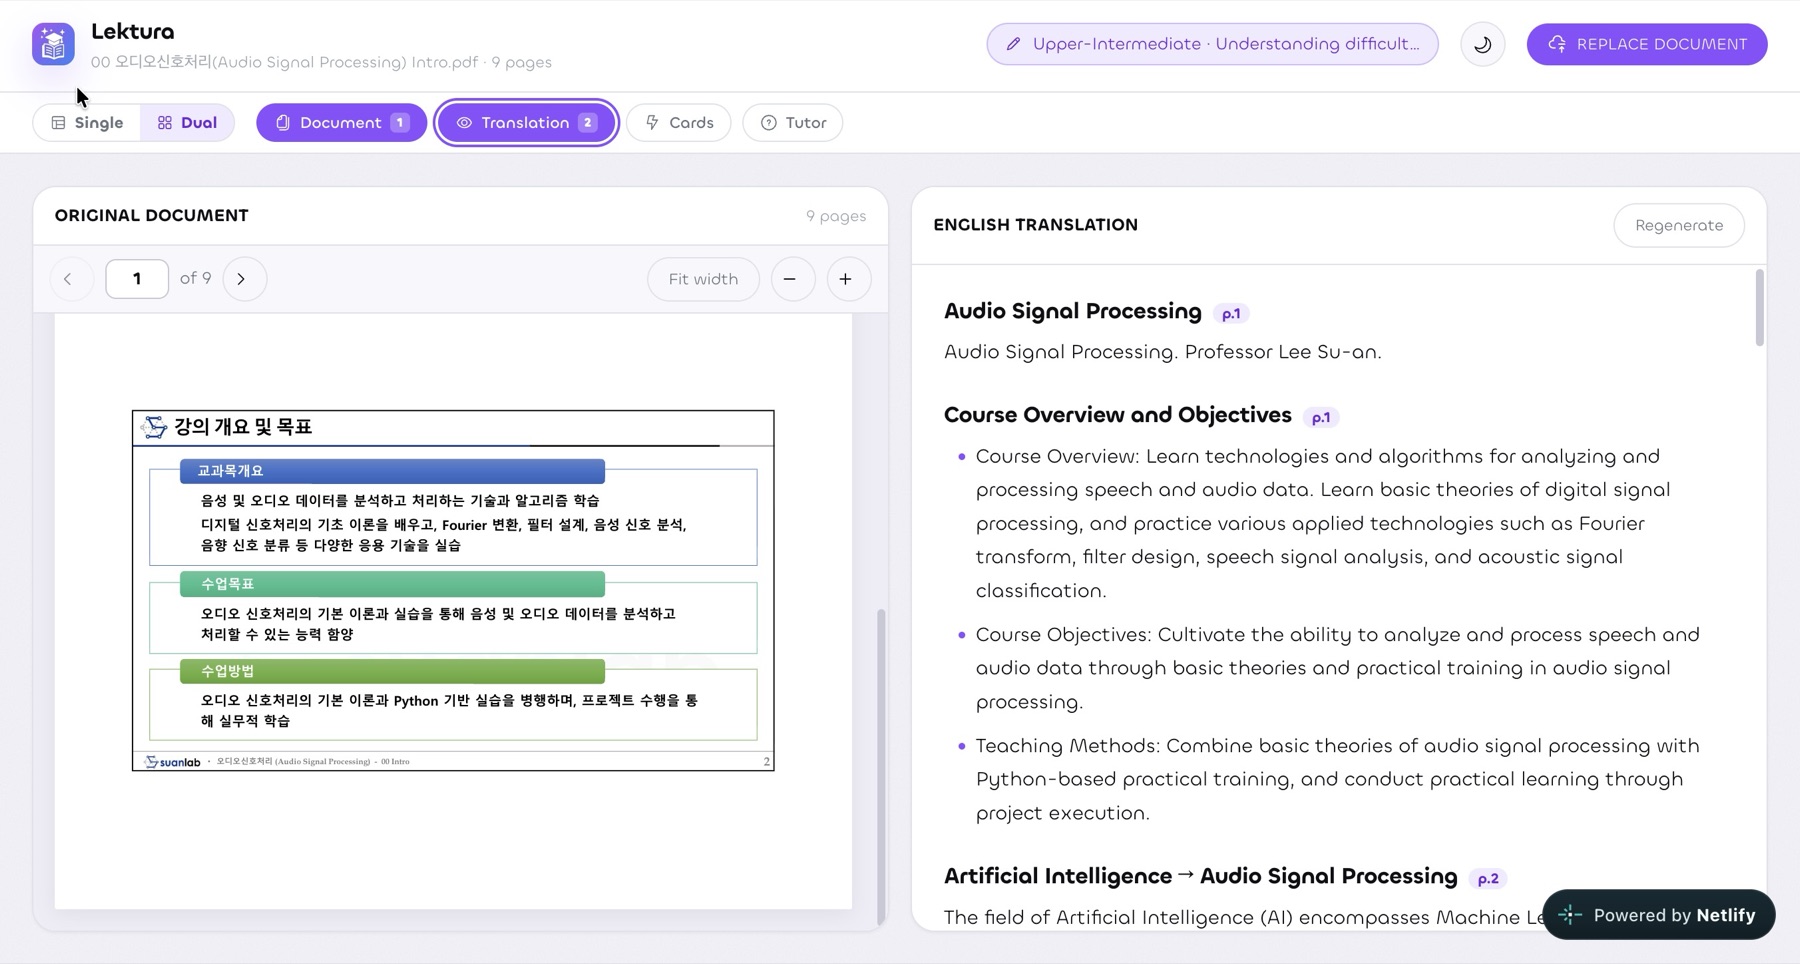 Lektura
00 오디오신호처리(Audio Signal Processing) Intro.pdf · 9 pages
Upper-Intermediate · Understanding difficult...
REPLACE DOCUMENT
Single
Dual
Document 1
Translation 2
Cards
Tutor
ORIGINAL DOCUMENT
9 pages
1 of 9
Fit width
강의 개요 및 목표
교과목개요
음성 및 오디오 데이터를 분석하고 처리하는 기술과 알고리즘 학습
디지털 신호처리의 기초 이론을 배우고, Fourier 변환, 필터 설계, 음성 신호 분석,
음향 신호 분류 등 다양한 응용 기술을 실습
수업목표
오디오 신호처리의 기본 이론과 실습을 통해 음성 및 오디오 데이터를 분석하고
처리할 수 있는 능력 함양
수업방법
오디오 신호처리의 기본 이론과 Python 기반 실습을 병행하며, 프로젝트 수행을 통
해 실무적 학습
suanlab · 오디오신호처리 (Audio Signal Processing) - 00 Intro 2
ENGLISH TRANSLATION
Regenerate
Audio Signal Processing p.1
Audio Signal Processing. Professor Lee Su-an.
Course Overview and Objectives p.1
• Course Overview: Learn technologies and algorithms for analyzing and
processing speech and audio data. Learn basic theories of digital signal
processing, and practice various applied technologies such as Fourier
transform, filter design, speech signal analysis, and acoustic signal
classification.
• Course Objectives: Cultivate the ability to analyze and process speech and
audio data through basic theories and practical training in audio signal
processing.
• Teaching Methods: Combine basic theories of audio signal processing with
Python-based practical training, and conduct practical learning through
project execution.
Artificial Intelligence → Audio Signal Processing p.2
The field of Artificial Intelligence (AI) encompasses Machine
Powered by Netlify